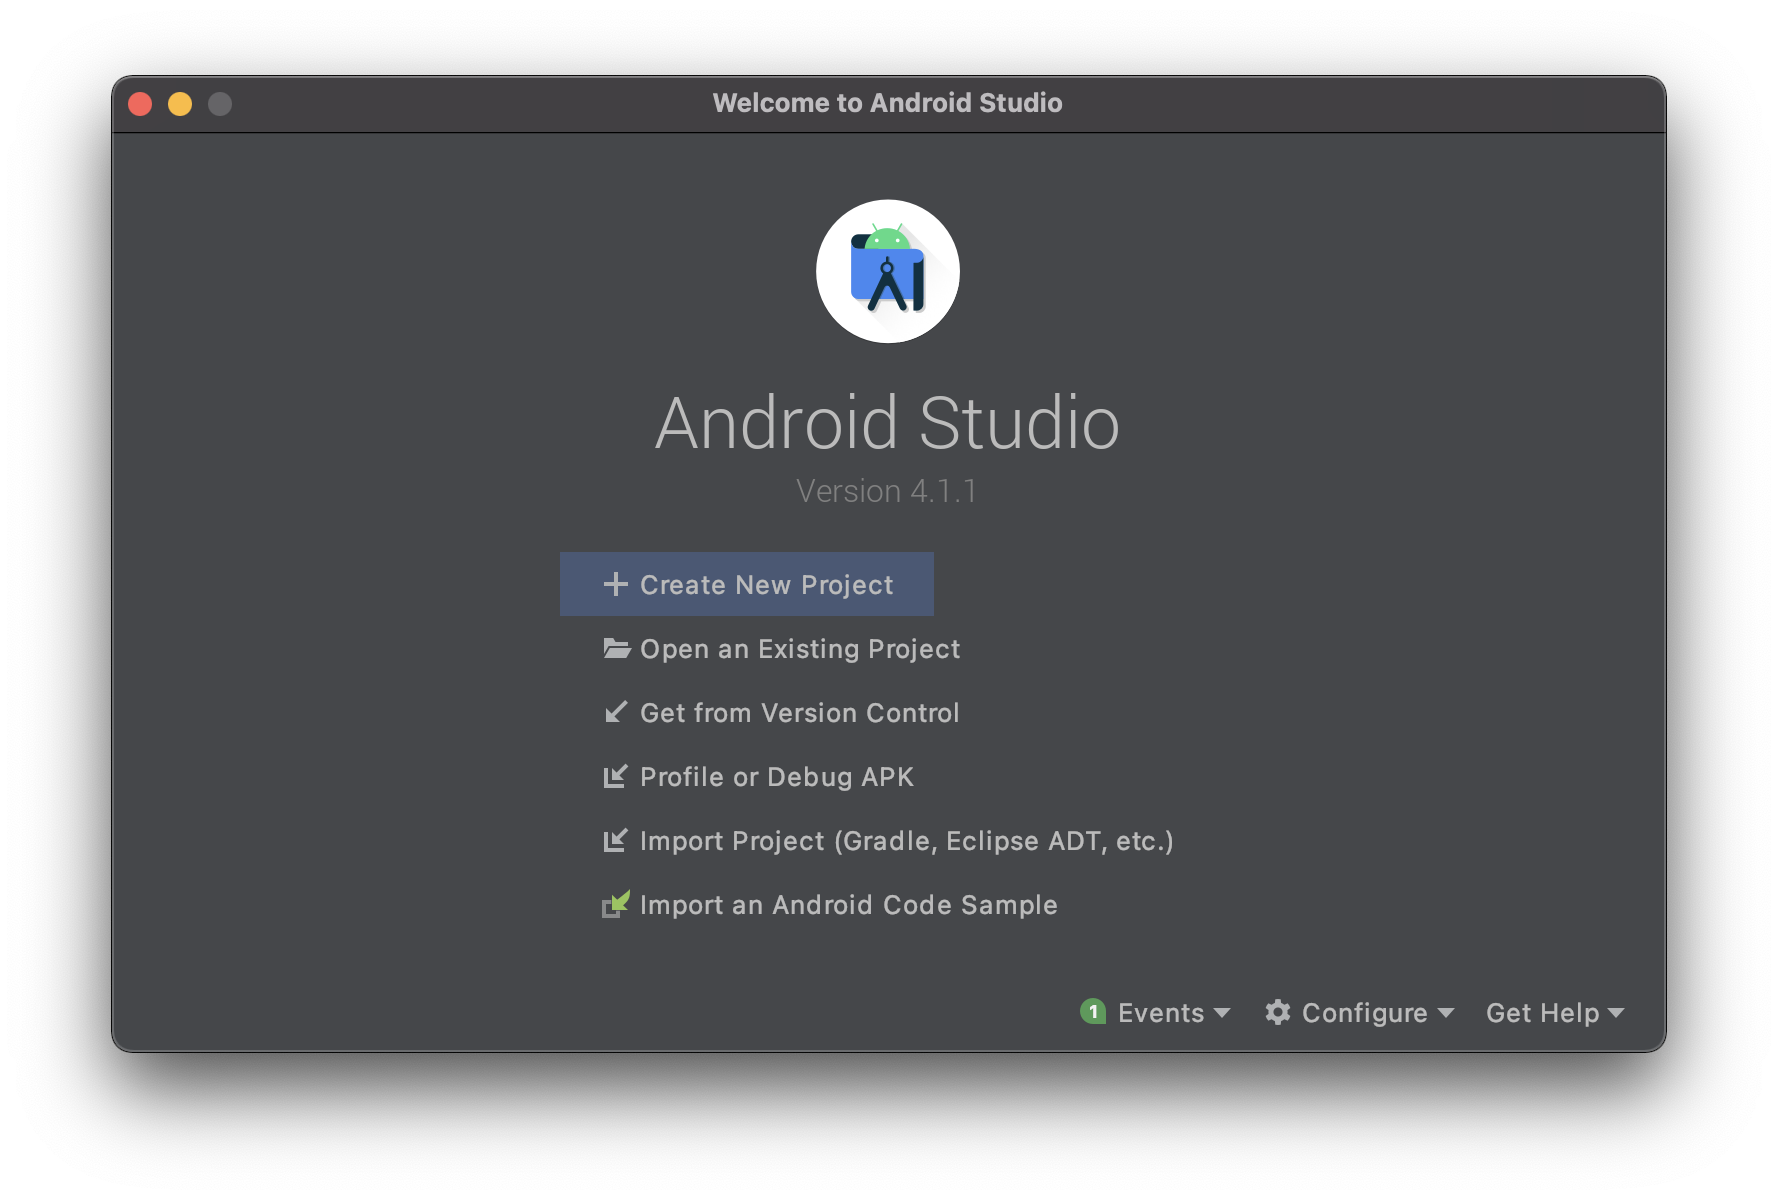 Welcome to Android Studio
Android Studio
Version 4.1.1
Create New Project
Open an Existing Project
Get from Version Control
Profile or Debug APK
Import Project (Gradle, Eclipse ADT, etc.)
Import an Android Code Sample
1 Events Configure Get Help